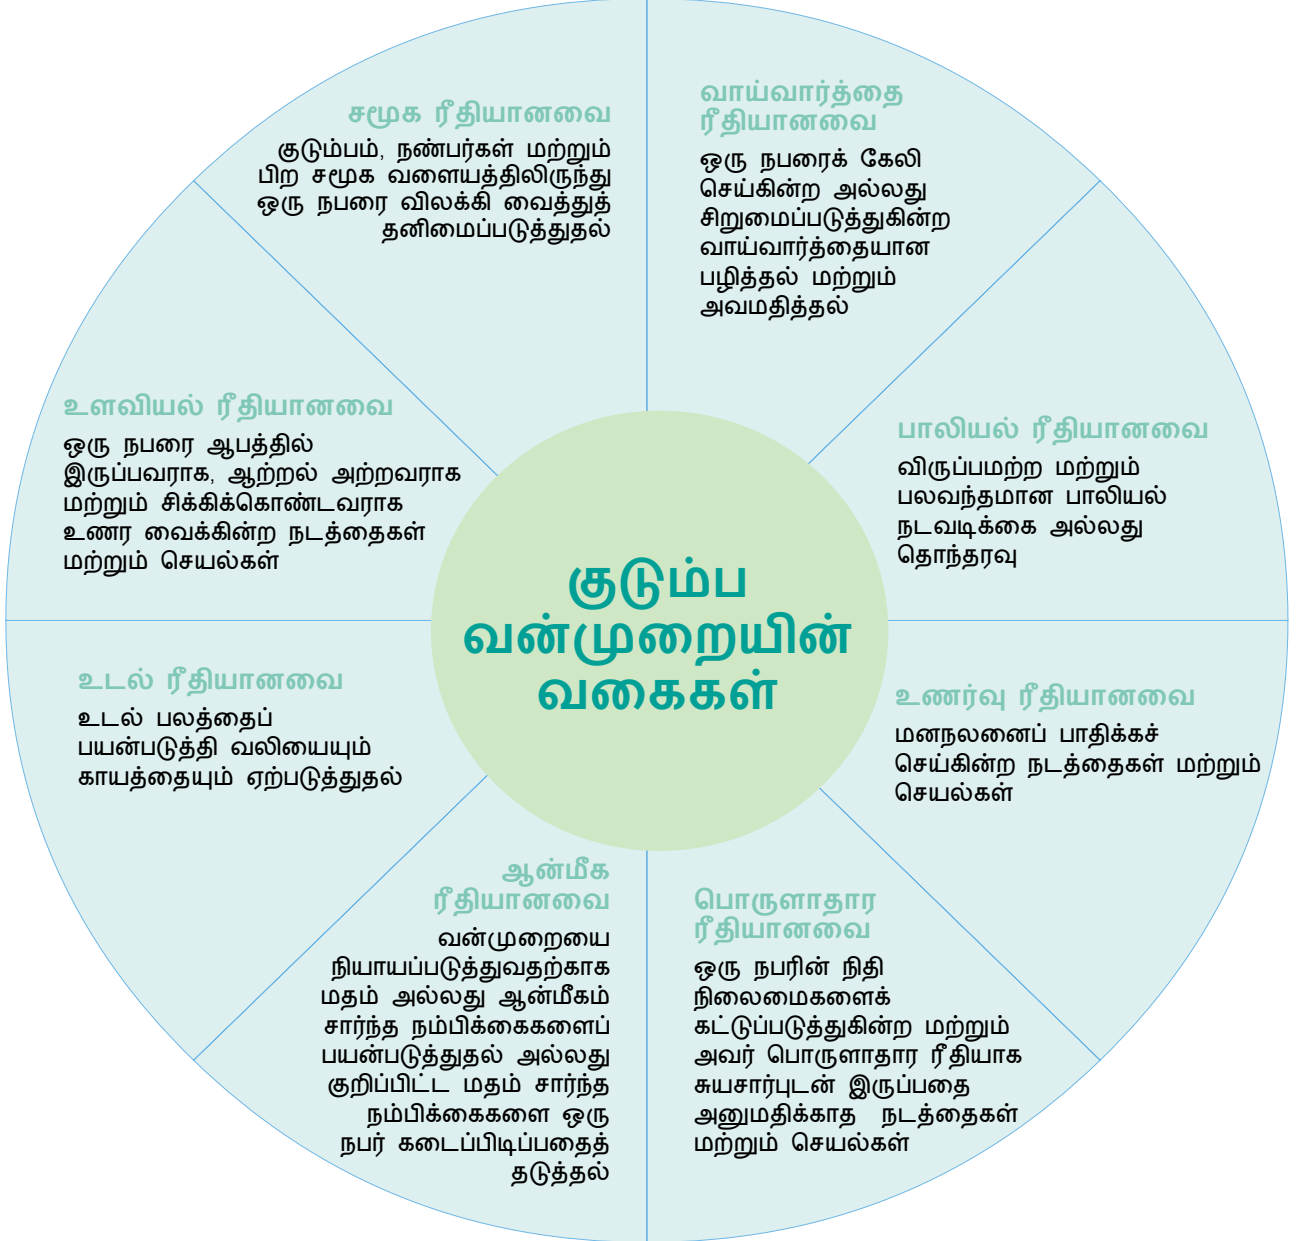 குடும்ப
வன்முறையின்
வகைகள்
வாய்வார்த்தை
ரீதியானவை
ஒரு நபரைக் கேலி
செய்கின்ற அல்லது
சிறுமைப்படுத்துகின்ற
வாய்வார்த்தையான
பழித்தல் மற்றும்
அவமதித்தல்
பாலியல் ரீதியானவை
விருப்பமற்ற மற்றும்
பலவந்தமான பாலியல்
நடவடிக்கை அல்லது
தொந்தரவு
உணர்வு ரீதியானவை
மனநலனைப் பாதிக்கச்
செய்கின்ற நடத்தைகள் மற்றும்
செயல்கள்
பொருளாதார
ரீதியானவை
ஒரு நபரின் நிதி
நிலைமைகளைக்
கட்டுப்படுத்துகின்ற மற்றும்
அவர் பொருளாதார ரீதியாக
சுயசார்புடன் இருப்பதை
அனுமதிக்காத நடத்தைகள்
மற்றும் செயல்கள்
ஆன்மீக
ரீதியானவை
வன்முறையை
நியாயப்படுத்துவதற்காக
மதம் அல்லது ஆன்மீகம்
சார்ந்த நம்பிக்கைகளைப்
பயன்படுத்துதல் அல்லது
குறிப்பிட்ட மதம் சார்ந்த
நம்பிக்கைகளை ஒரு
நபர் கடைப்பிடிப்பதைத்
தடுத்தல்
உடல் ரீதியானவை
உடல் பலத்தைப்
பயன்படுத்தி வலியையும்
காயத்தையும் ஏற்படுத்துதல்
உளவியல் ரீதியானவை
ஒரு நபரை ஆபத்தில்
இருப்பவராக, ஆற்றல் அற்றவராக
மற்றும் சிக்கிக்கொண்டவராக
உணர வைக்கின்ற நடத்தைகள்
மற்றும் செயல்கள்
சமூக ரீதியானவை
குடும்பம், நண்பர்கள் மற்றும்
பிற சமூக வளையத்திலிருந்து
ஒரு நபரை விலக்கி வைத்துத்
தனிமைப்படுத்துதல்